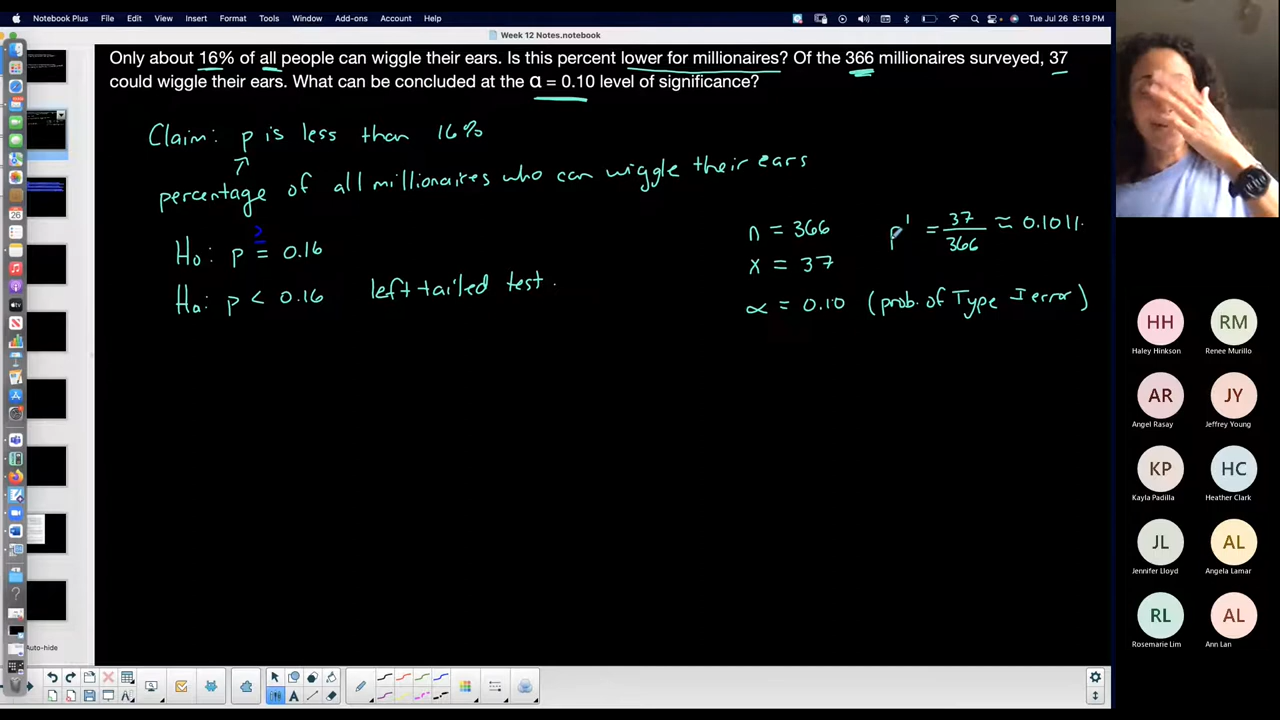 Notebook Plus File Edit View Insert Format Tools Window Add-ons Account Help Tue Jul 26 8:19 PM
Week 12 Notes.notebook
Only about 16% of all people can wiggle their ears. Is this percent lower for millionaires? Of the 366 millionaires surveyed, 37
could wiggle their ears. What can be concluded at the α = 0.10 level of significance?
Claim: p is less than 16%
percentage of all millionaires who can wiggle their ears
H₀: p = 0.16
Hₐ: p < 0.16 left tailed test.
n = 366 p' = 37/366 ≈ 0.1011.
x = 37
α = 0.10 (prob. of Type I error)
HH
Haley Hinkson
RM
Renee Murillo
AR
Angel Rasay
JY
Jeffrey Young
KP
Kayla Padilla
HC
Heather Clark
JL
Jennifer Lloyd
AL
Angela Lamar
RL
Rosemarie Lim
AL
Ann Lan
Auto-hide